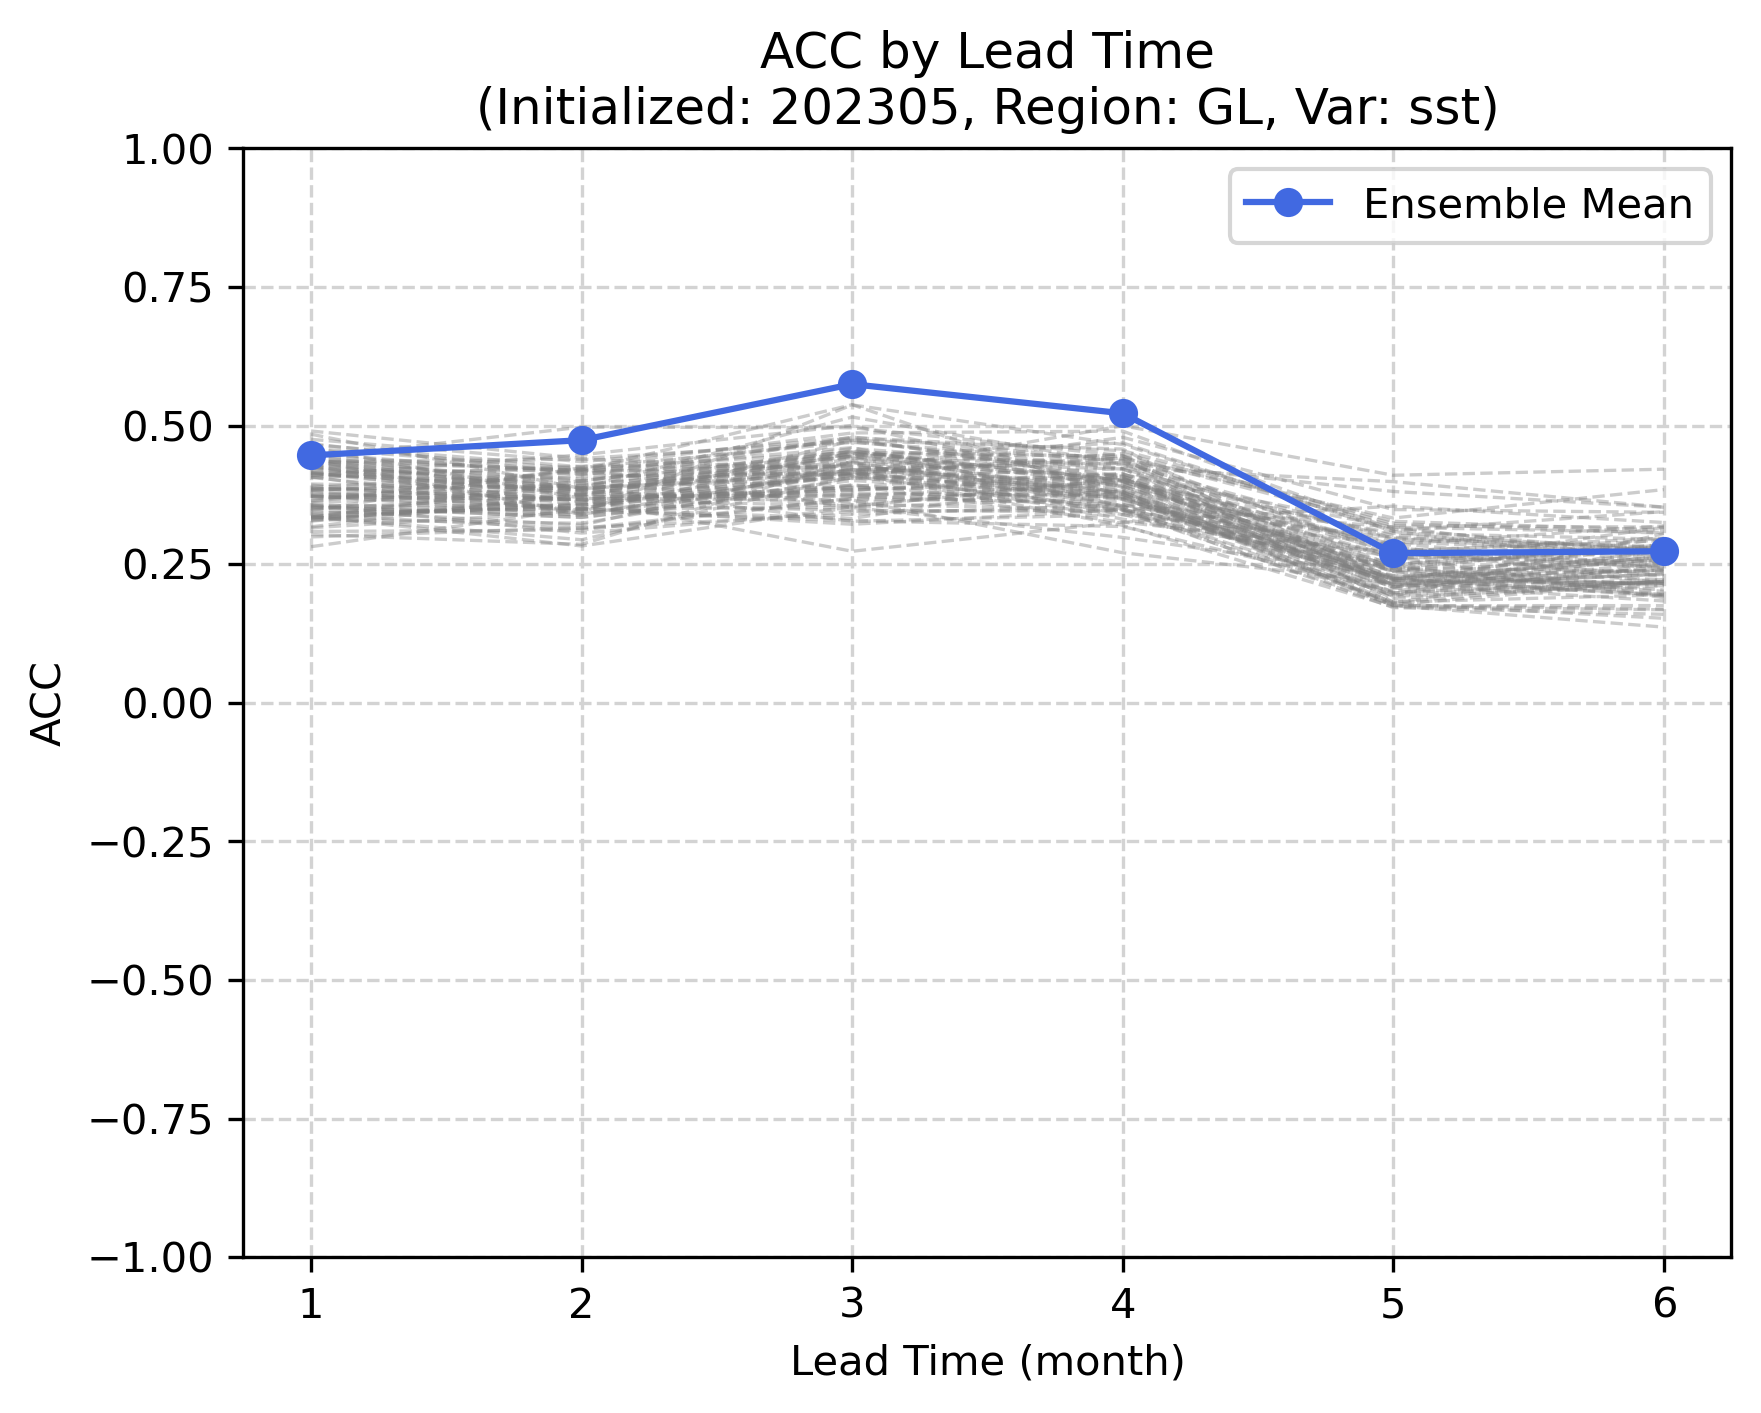 ACC by Lead Time
(Initialized: 202305, Region: GL, Var: sst)
Ensemble Mean
1.00
0.75
0.50
0.25
0.00
−0.25
−0.50
−0.75
−1.00
ACC
1 2 3 4 5 6
Lead Time (month)